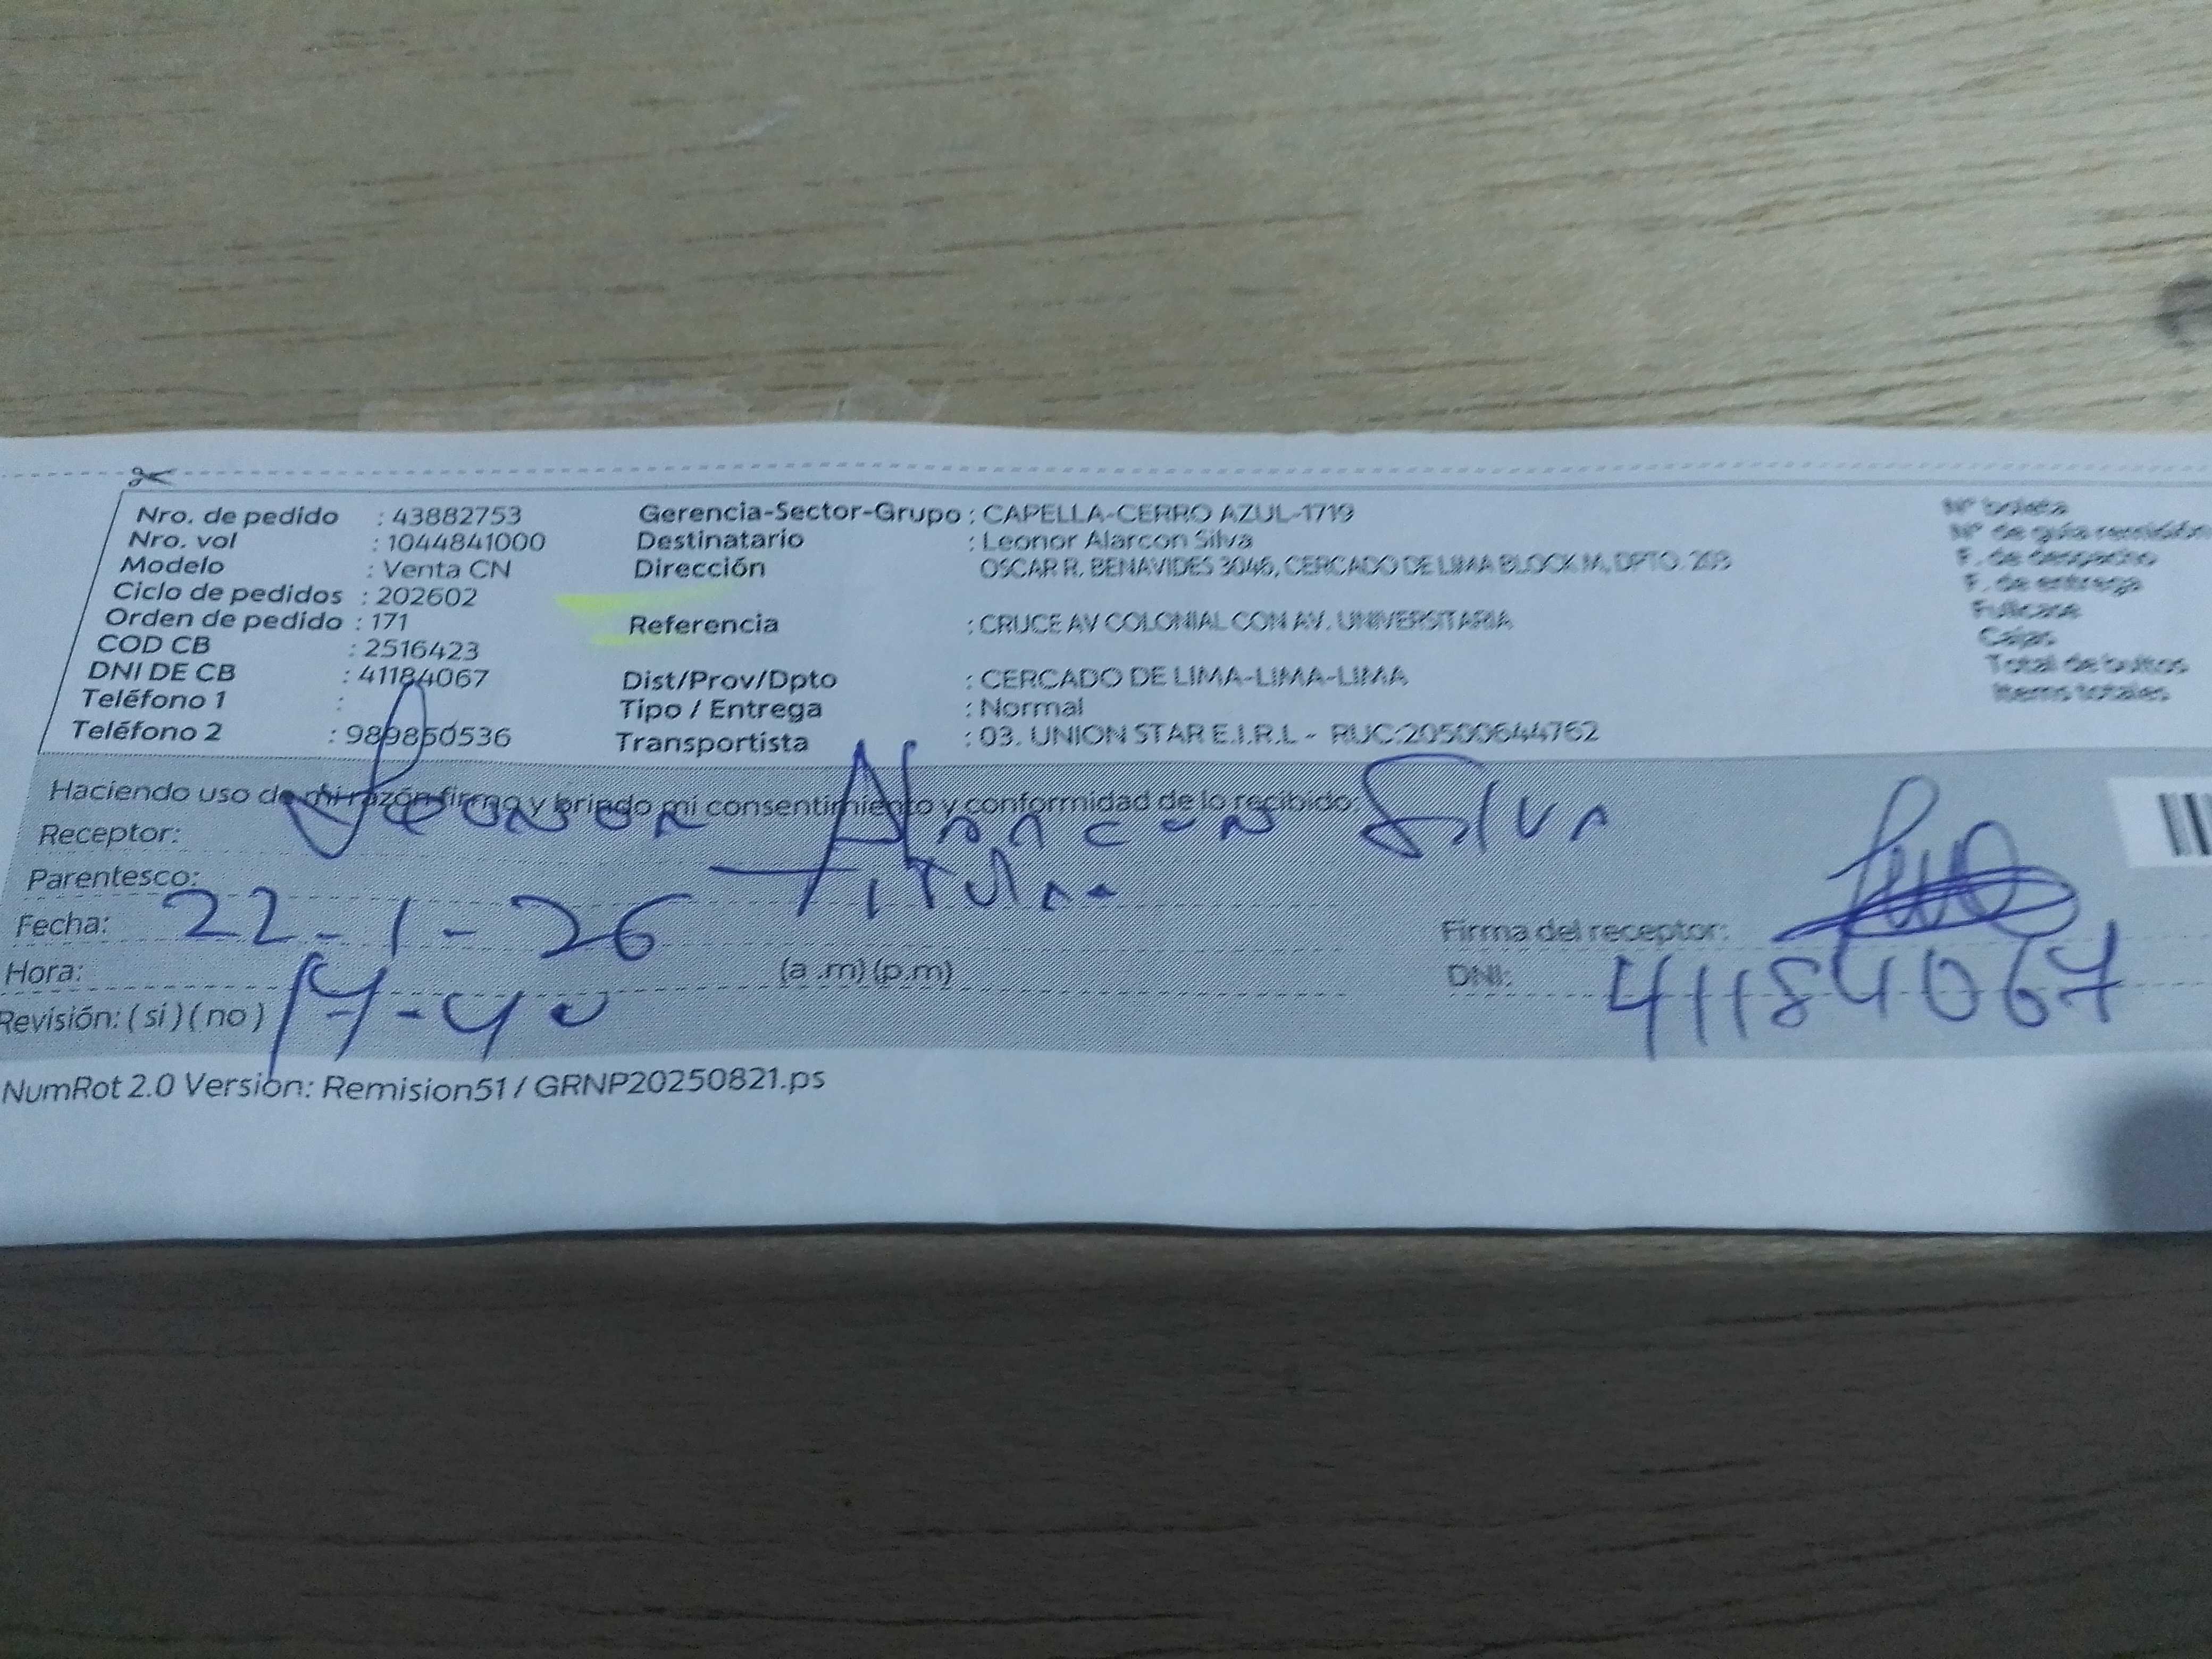 Nro. de pedido : 43882753
Nro. vol : 1044841000
Modelo : Venta CN
Ciclo de pedidos : 202602
Orden de pedido : 171
COD CB : 2516423
DNI DE CB : 41184067
Teléfono 1 :
Teléfono 2 : 989850536
Gerencia-Sector-Grupo : CAPELLA-CERRO AZUL-1719
Destinatario : Leonor Alarcon Silva
Dirección OSCAR R. BENAVIDES 3046, CERCADO DE LIMA BLOCK M, DPTO.
Referencia : CRUCE AV COLONIAL CON AV. UNIVERSITARIA
Dist/Prov/Dpto : CERCADO DE LIMA-LIMA-LIMA
Tipo / Entrega : Normal
Transportista : 03. UNION STAR E.I.R.L - RUC:20500644762
Nº boleta
Nº de guía remisión
F. de despacho
F. de entrega
Fullcase
Cajas
Total de bultos
Items totales
Haciendo uso de mi razón firmo y brindo mi consentimiento y conformidad de lo recibido:
Receptor: Leonor Alarcon Silva
Parentesco: Titular
Fecha: 22-1-26
Hora: 14-40 (a.m)(p.m)
Revisión: (si)(no)
Firma del receptor:
DNI: 41184067
NumRot 2.0 Version: Remision51 / GRNP20250821.ps